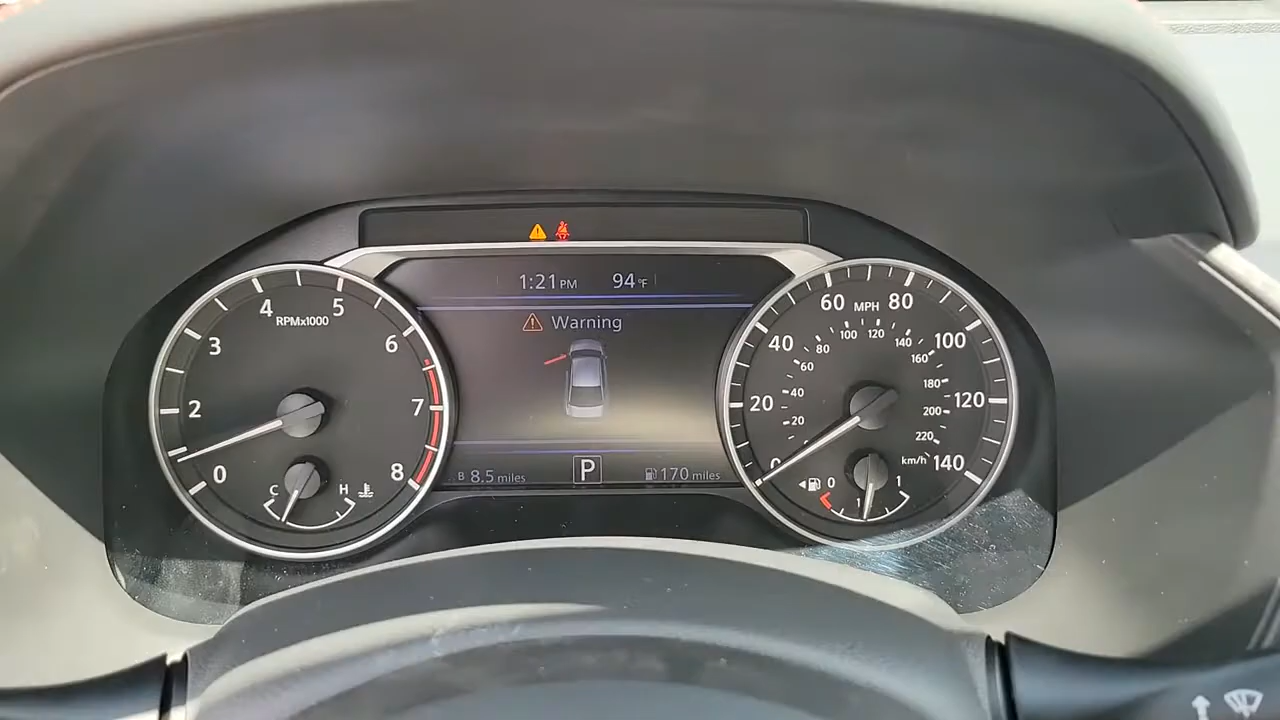 1:21 PM 94°F
Warning
4 5
RPMx1000
3 6
2 7
0 8
C H
60 MPH 80
40 100
20 120
0 140
100 120 140
80 160
60 180
40 200
20 220
km/h
0 1
B 8.5 miles P 170 miles